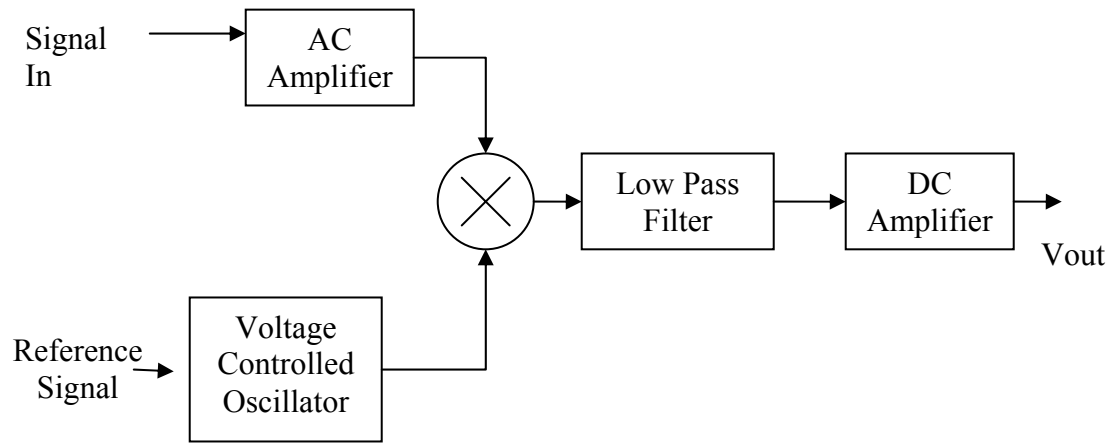 Signal
In
AC
Amplifier
Low Pass
Filter
DC
Amplifier
Vout
Reference
Signal
Voltage
Controlled
Oscillator